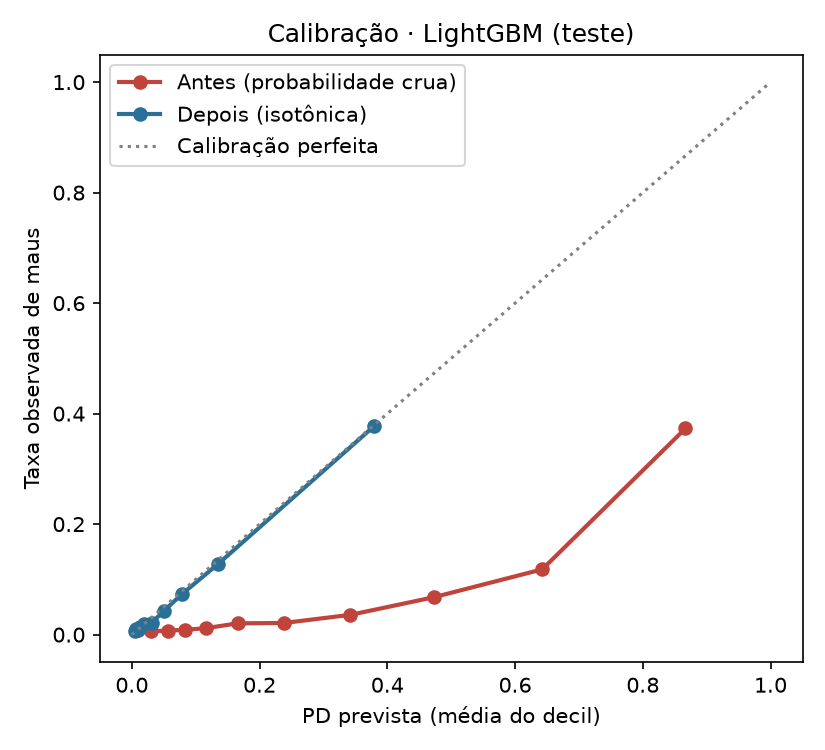 Calibração · LightGBM (teste)
Antes (probabilidade crua)
Depois (isotônica)
Calibração perfeita
Taxa observada de maus
1.0
0.8
0.6
0.4
0.2
0.0
0.0 0.2 0.4 0.6 0.8 1.0
PD prevista (média do decil)